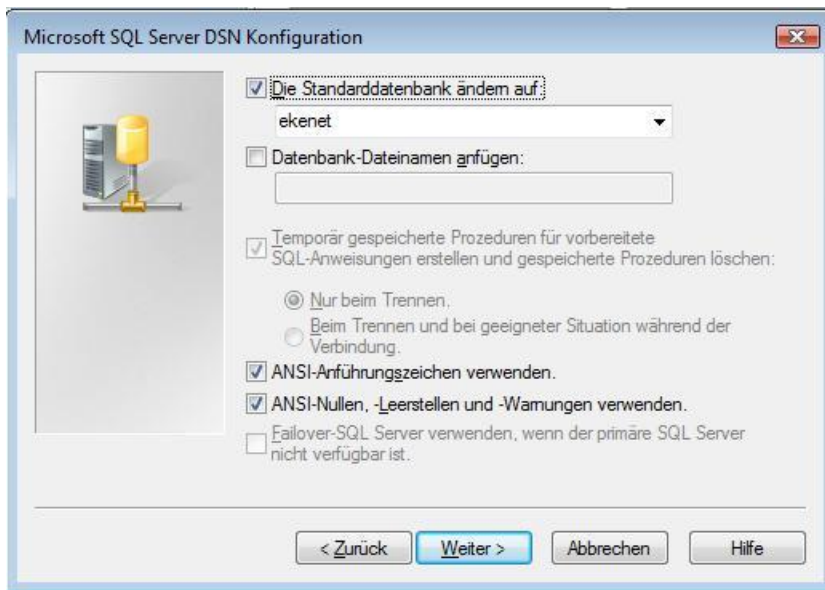 Microsoft SQL Server DSN Konfiguration
Die Standarddatenbank ändern auf:
ekenet
Datenbank-Dateinamen anfügen:
Temporär gespeicherte Prozeduren für vorbereitete
SQL-Anweisungen erstellen und gespeicherte Prozeduren löschen:
Nur beim Trennen.
Beim Trennen und bei geeigneter Situation während der
Verbindung.
ANSI-Anführungszeichen verwenden.
ANSI-Nullen, -Leerstellen und -Warnungen verwenden.
Failover-SQL Server verwenden, wenn der primäre SQL Server
nicht verfügbar ist.
< Zurück Weiter > Abbrechen Hilfe